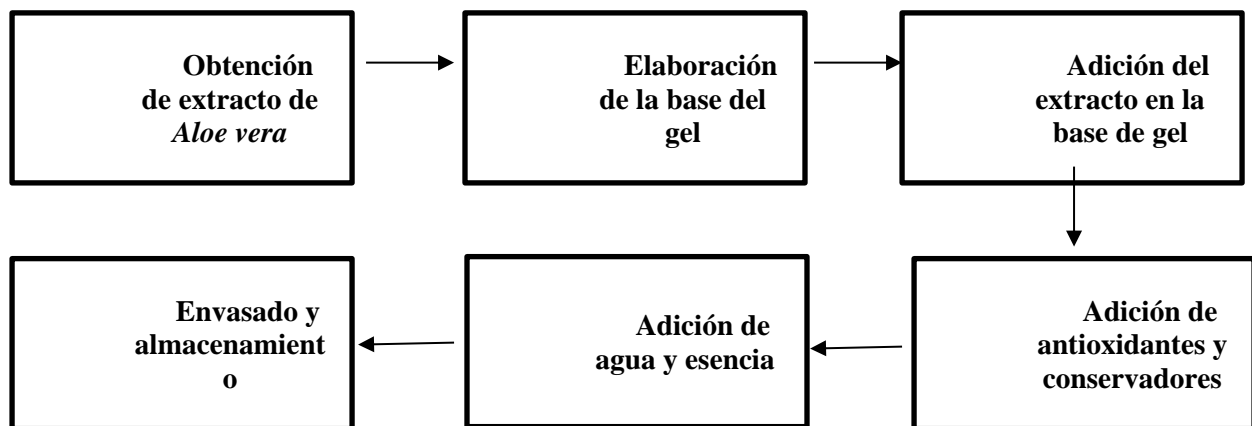 Obtención
de extracto de
Aloe vera
Elaboración
de la base del
gel
Adición del
extracto en la
base de gel
Adición de
antioxidantes y
conservadores
Adición de
agua y esencia
Envasado y
almacenamient
o